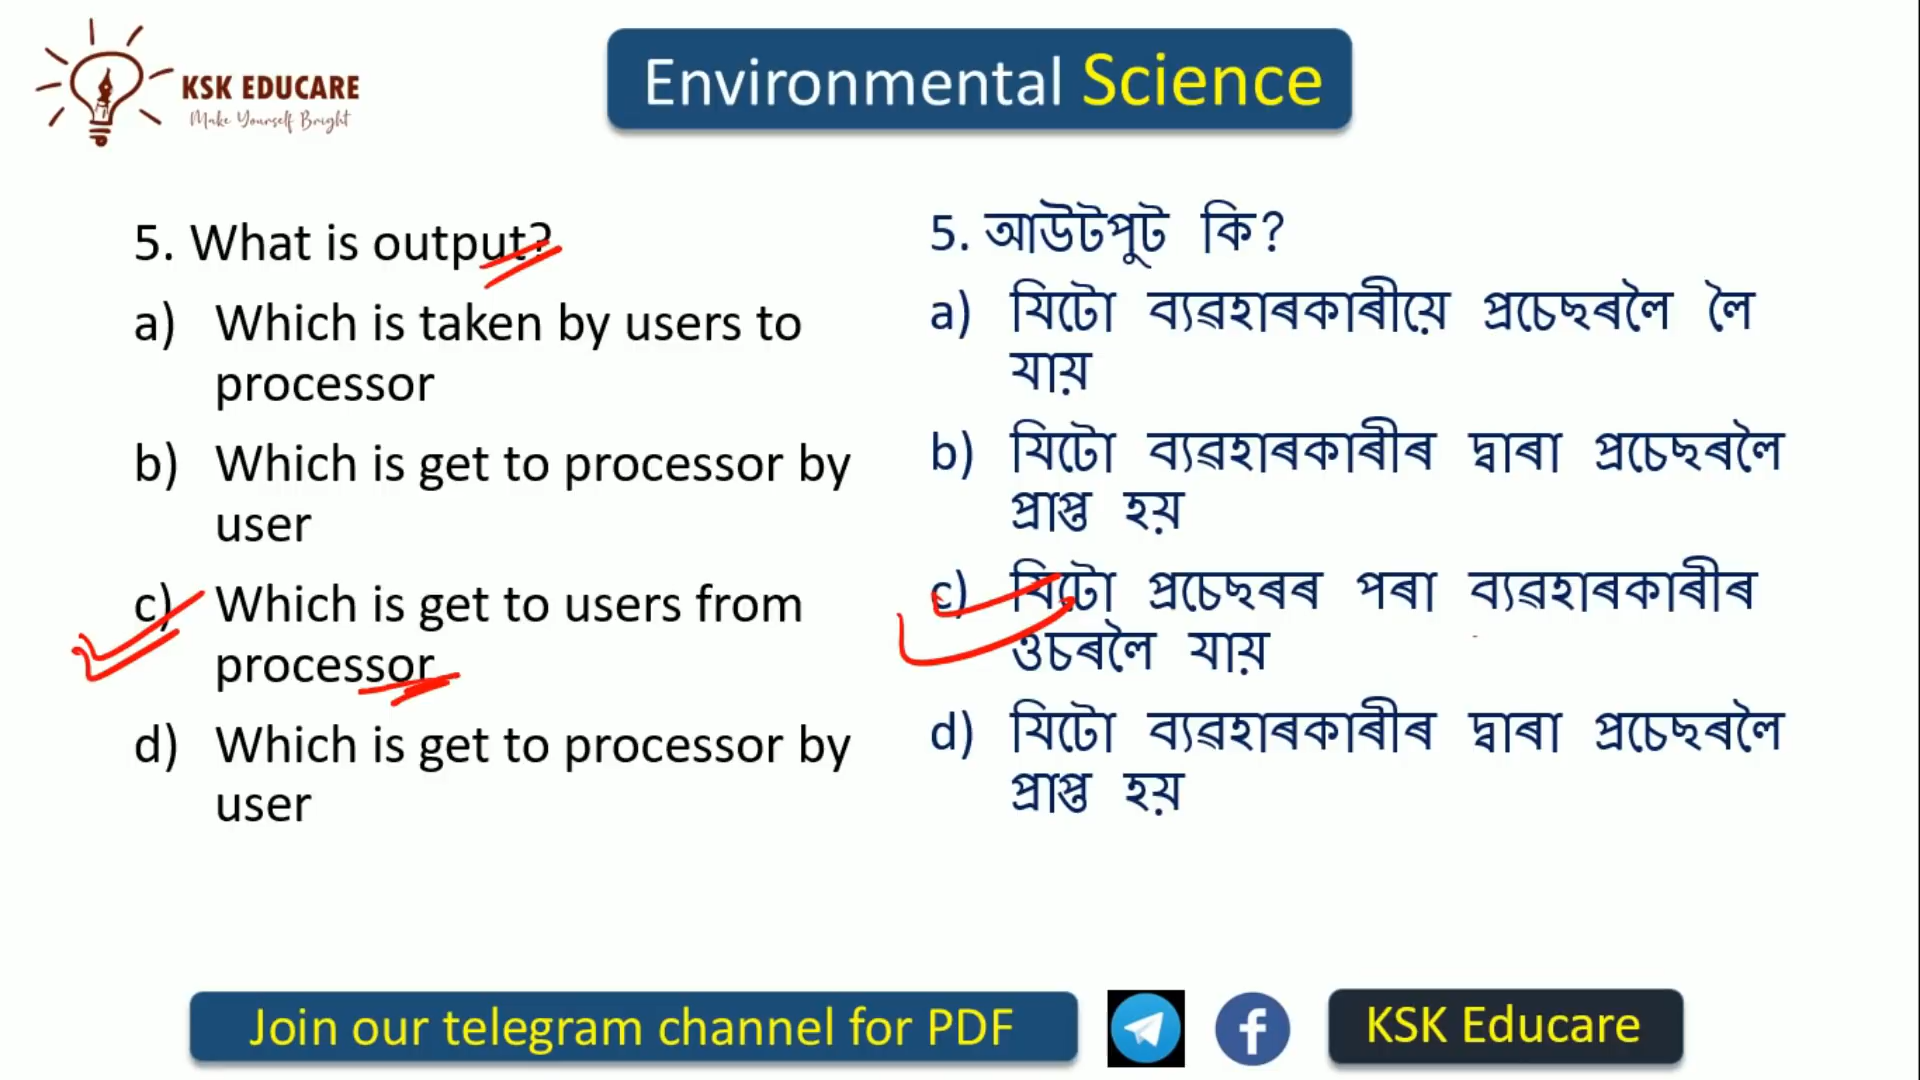 KSK EDUCARE
Make Yourself Bright
Environmental Science
5. What is output?
a) Which is taken by users to
processor
b) Which is get to processor by
user
c) Which is get to users from
processor
d) Which is get to processor by
user
5. আউটপুট কি?
a) যিটো ব্যৱহাৰকাৰীয়ে প্ৰচেছৰলৈ লৈ
যায়
b) যিটো ব্যৱহাৰকাৰীৰ দ্বাৰা প্ৰচেছৰলৈ
প্ৰাপ্ত হয়
c) যিটো প্ৰচেছৰৰ পৰা ব্যৱহাৰকাৰীৰ
ওচৰলৈ যায়
d) যিটো ব্যৱহাৰকাৰীৰ দ্বাৰা প্ৰচেছৰলৈ
প্ৰাপ্ত হয়
Join our telegram channel for PDF
KSK Educare